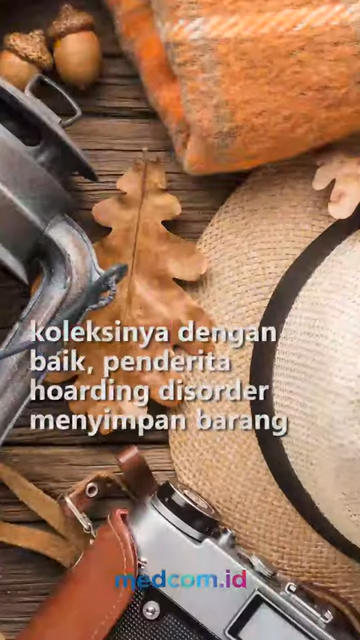 koleksinya dengan
baik, penderita
hoarding disorder
menyimpan barang
medcom.id